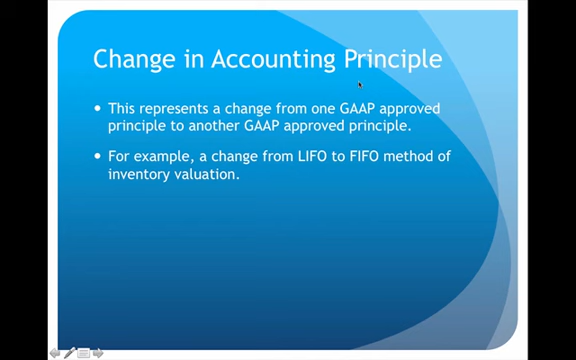 Change in Accounting Principle
• This represents a change from one GAAP approved
principle to another GAAP approved principle.
• For example, a change from LIFO to FIFO method of
inventory valuation.